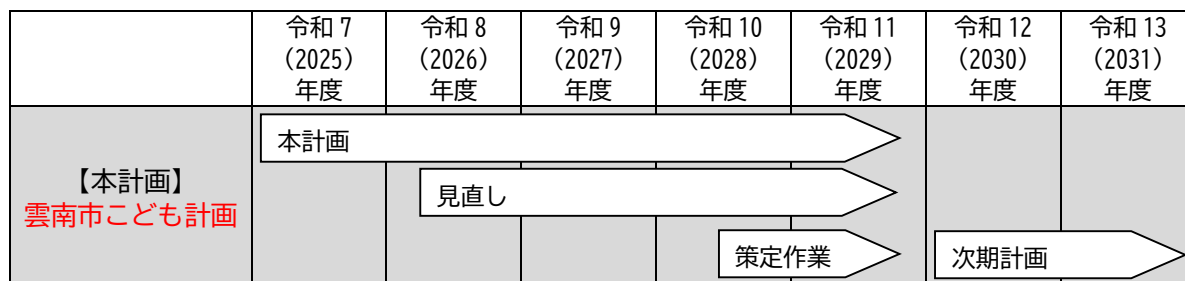 令和 7
（2025）
年度
令和 8
（2026）
年度
令和 9
（2027）
年度
令和 10
（2028）
年度
令和 11
（2029）
年度
令和 12
（2030）
年度
令和 13
（2031）
年度
【本計画】
雲南市こども計画
本計画
見直し
策定作業
次期計画